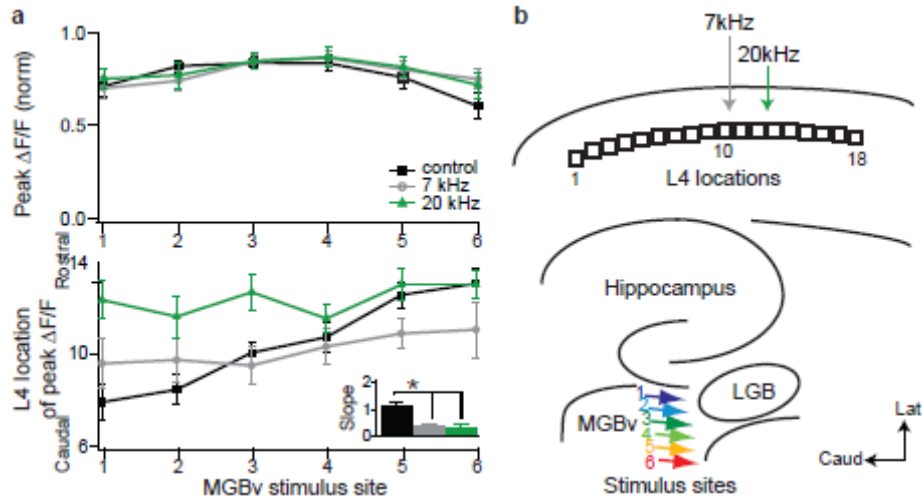 a
Peak ΔF/F (norm)
1.0
0.5
0.0
control
7 kHz
20 kHz
1 2 3 4 5 6
L4 location
of peak ΔF/F
Caudal
Rostral
14
10
6
Slope
2
1
0
*
1 2 3 4 5 6
MGBv stimulus site
b
7kHz
20kHz
1
10
18
L4 locations
Hippocampus
LGB
MGBv
1
2
3
4
5
6
Stimulus sites
Lat
Caud